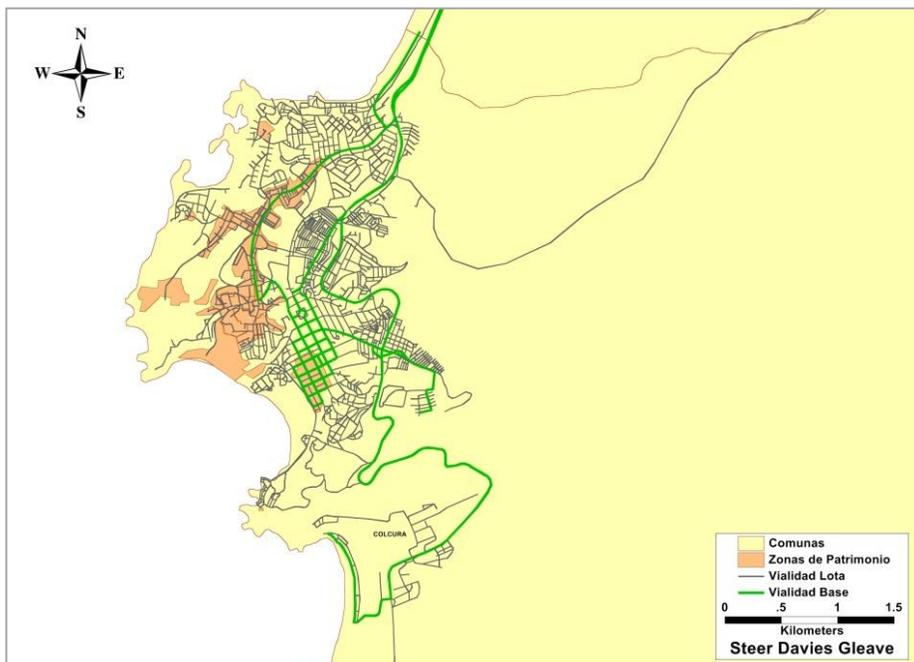 N
W E
S
COLCURA
Comunas
Zonas de Patrimonio
Vialidad Lota
Vialidad Base
0 .5 1 1.5
Kilometers
Steer Davies Gleave